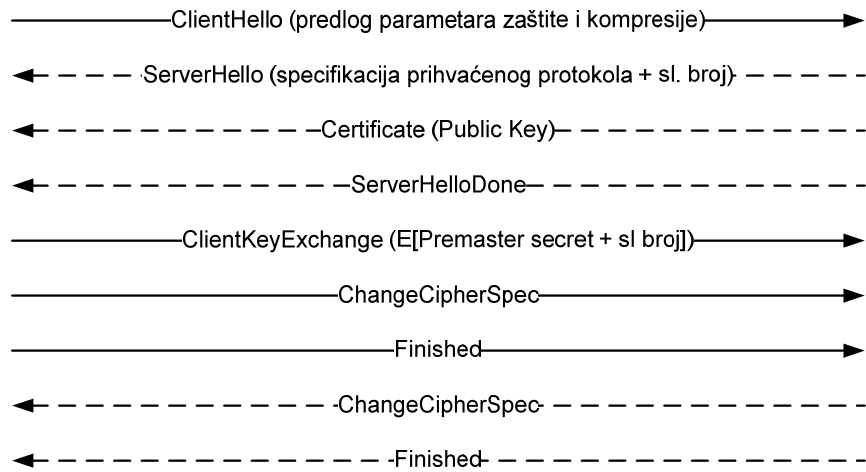 ClientHello (predlog parametara zaštite i kompresije)
ServerHello (specifikacija prihvaćenog protokola + sl. broj)
Certificate (Public Key)
ServerHelloDone
ClientKeyExchange (E[Premaster secret + sl broj])
ChangeCipherSpec
Finished
ChangeCipherSpec
Finished